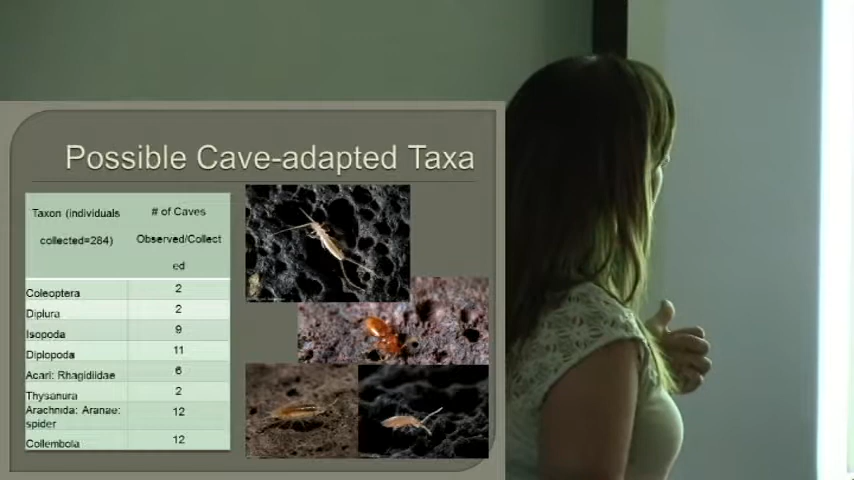 Possible Cave-adapted Taxa
Taxon (individuals
collected=284)
# of Caves
Observed/Collect
ed
Coleoptera 2
Diplura 2
Isopoda 9
Diplopoda 11
Acari: Rhagidiidae 6
Thysanura 2
Arachnida: Aranae:
spider 12
Collembola 12